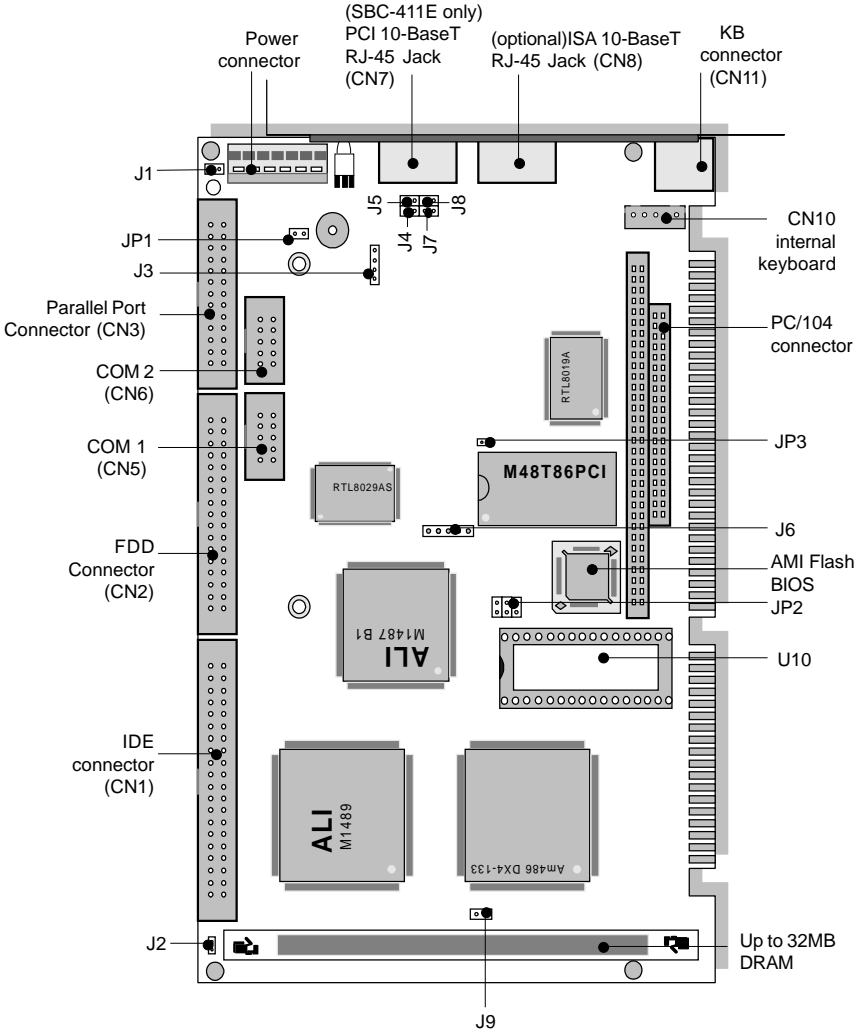 (SBC-411E only)
PCI 10-BaseT
RJ-45 Jack
(CN7)
Power
connector
(optional)ISA 10-BaseT
RJ-45 Jack (CN8)
KB
connector
(CN11)
J1
J5
J8
J4
J7
JP1
J3
CN10
internal
keyboard
Parallel Port
Connector (CN3)
PC/104
connector
COM 2
(CN6)
RTL8019A
COM 1
(CN5)
JP3
M48T86PCI
RTL8029AS
J6
FDD
Connector
(CN2)
AMI Flash
BIOS
JP2
ALI
M1487 B1
U10
IDE
connector
(CN1)
ALI
M1489
Am486 DX4-133
J2
Up to 32MB
DRAM
J9